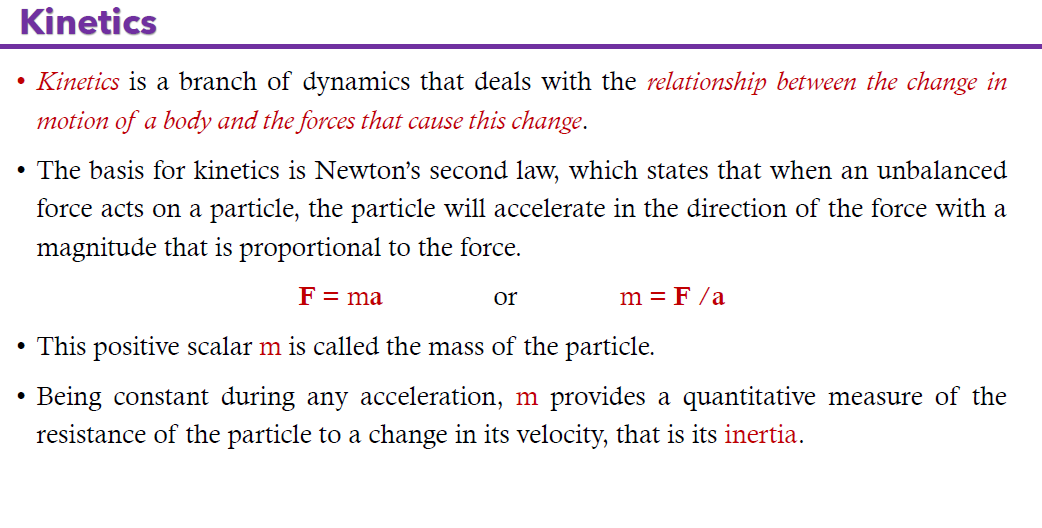 Kinetics
• Kinetics is a branch of dynamics that deals with the relationship between the change in
motion of a body and the forces that cause this change.
• The basis for kinetics is Newton’s second law, which states that when an unbalanced
force acts on a particle, the particle will accelerate in the direction of the force with a
magnitude that is proportional to the force.
F = ma or m = F /a
• This positive scalar m is called the mass of the particle.
• Being constant during any acceleration, m provides a quantitative measure of the
resistance of the particle to a change in its velocity, that is its inertia.